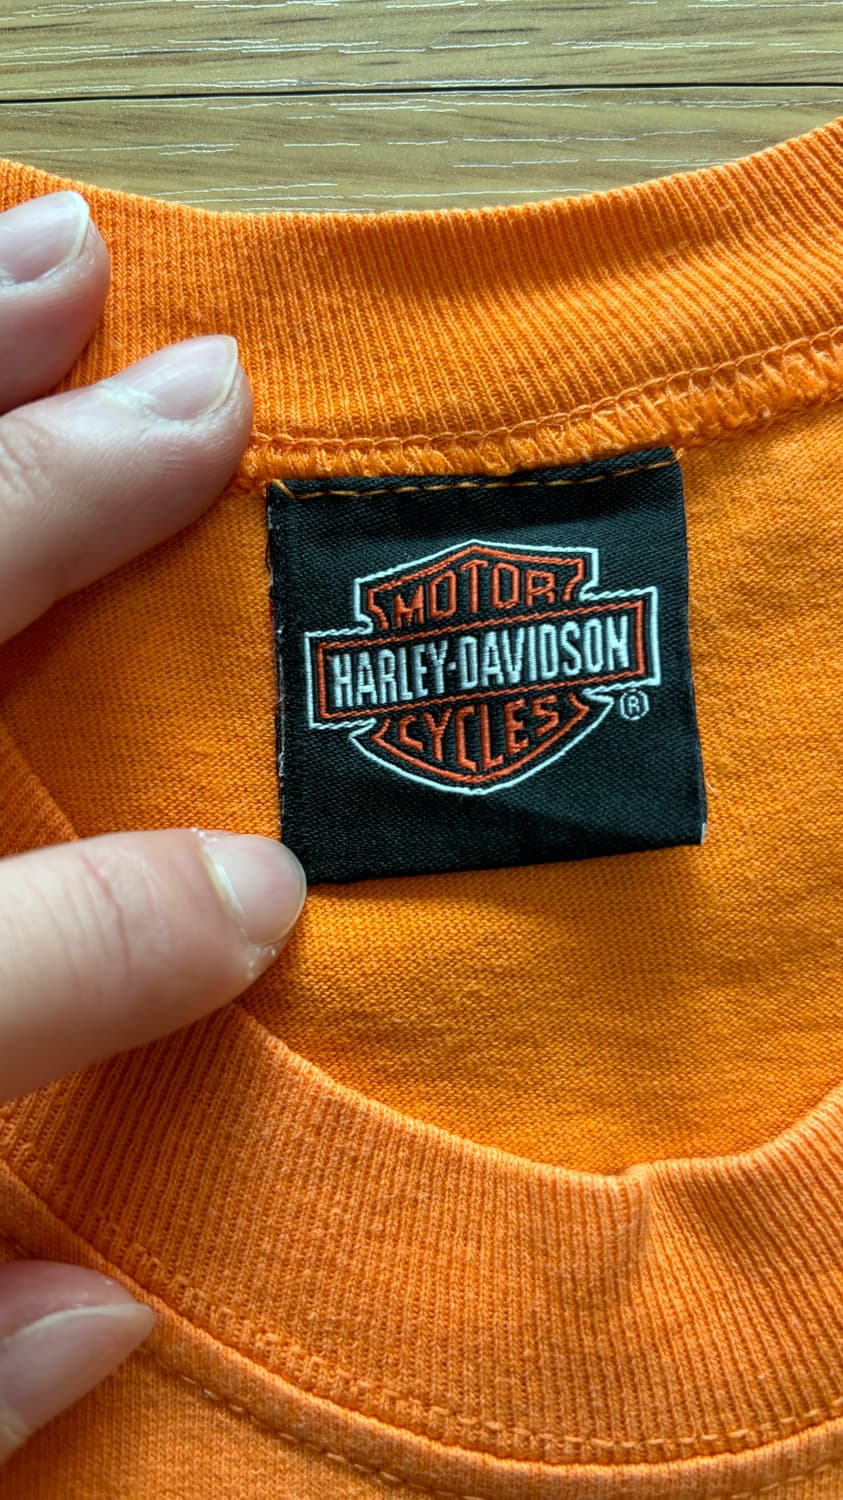 MOTOR
HARLEY-DAVIDSON
CYCLES
®